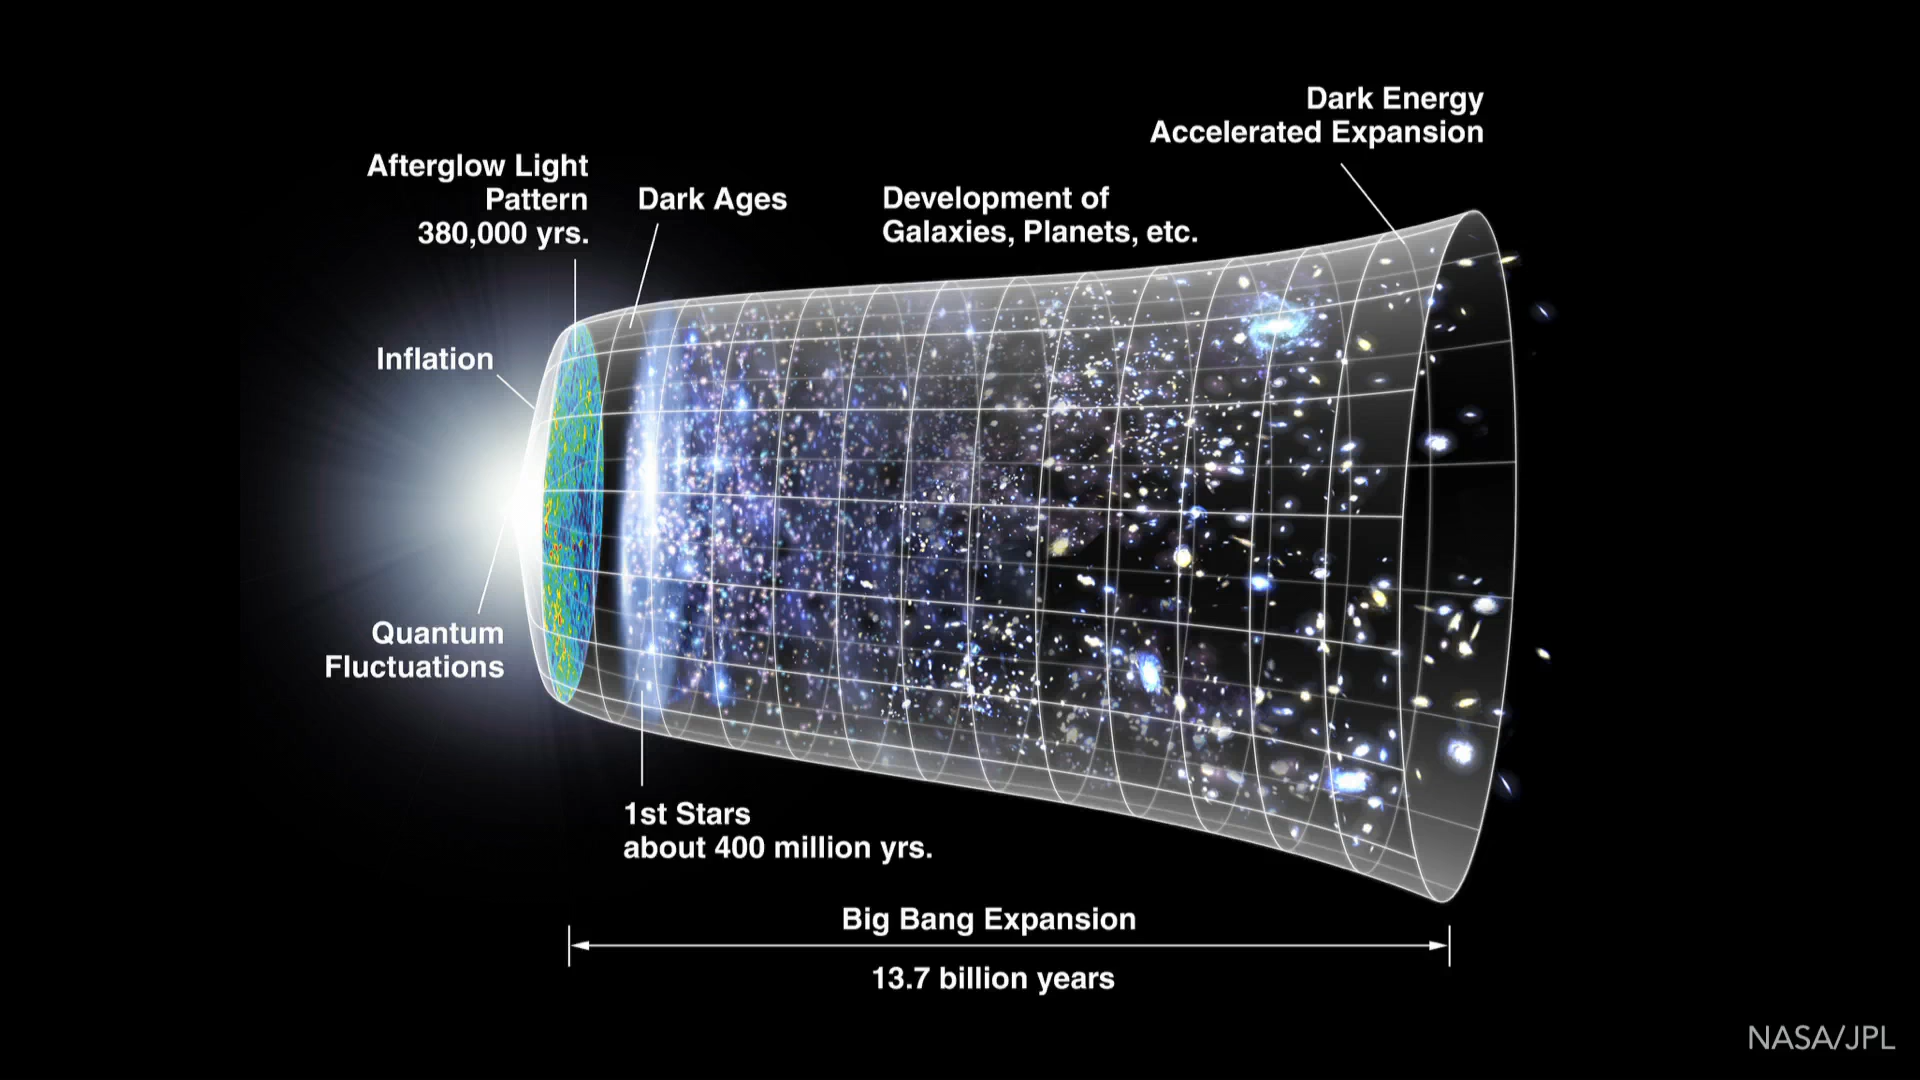 Dark Energy
Accelerated Expansion
Afterglow Light
Pattern
380,000 yrs.
Dark Ages
Development of
Galaxies, Planets, etc.
Inflation
Quantum
Fluctuations
1st Stars
about 400 million yrs.
Big Bang Expansion
13.7 billion years
NASA/JPL